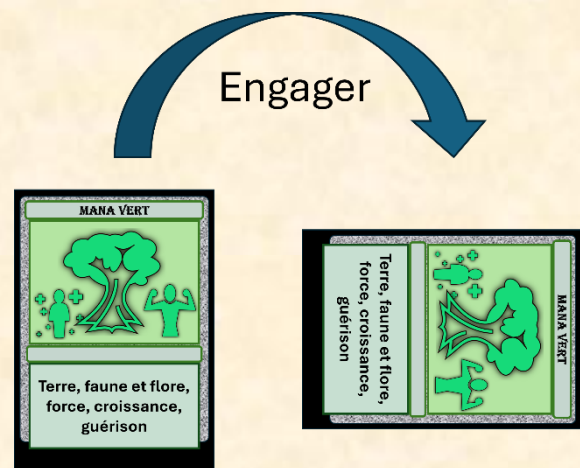 Engager
MANA VERT
Terre, faune et flore,
force, croissance,
guérison
MANA VERT
Terre, faune et flore,
force, croissance,
guérison